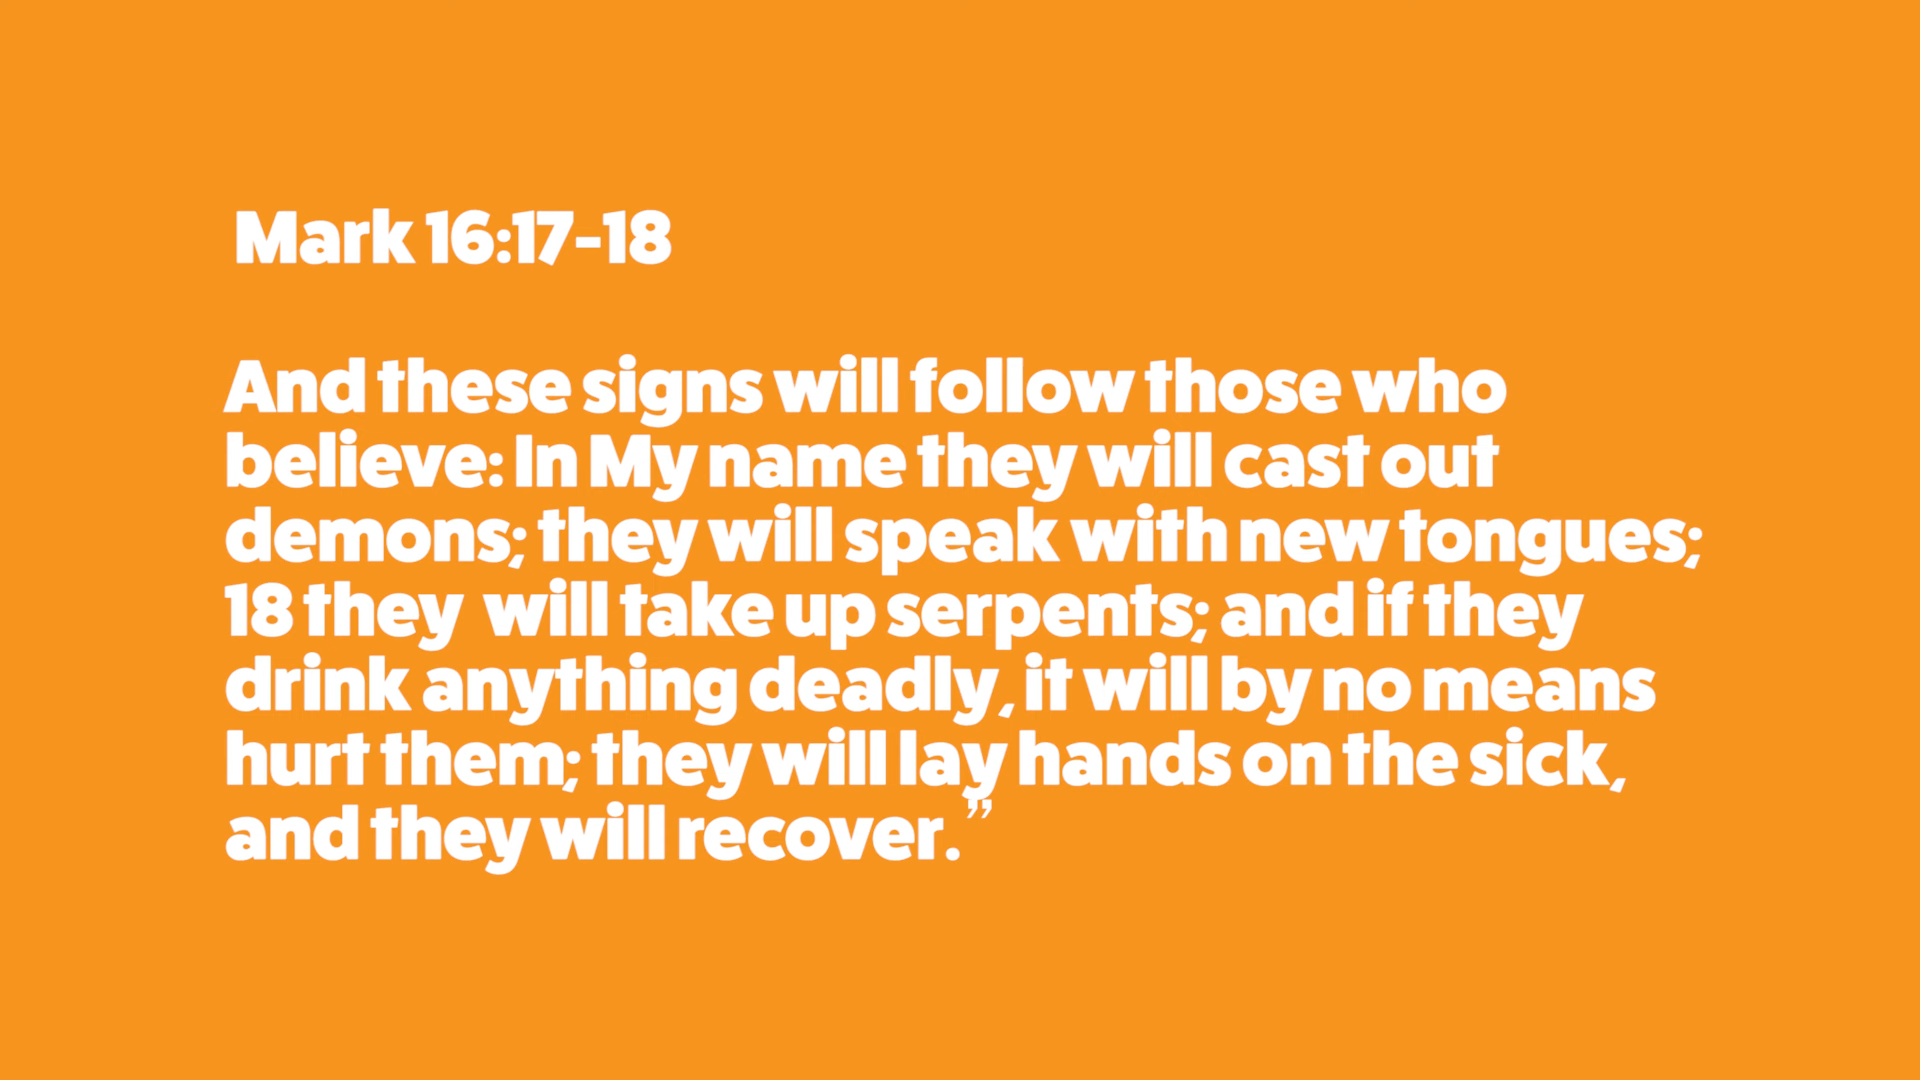 Mark 16:17-18
And these signs will follow those who
believe: In My name they will cast out
demons; they will speak with new tongues;
18 they will take up serpents; and if they
drink anything deadly, it will by no means
hurt them; they will lay hands on the sick,
and they will recover.”